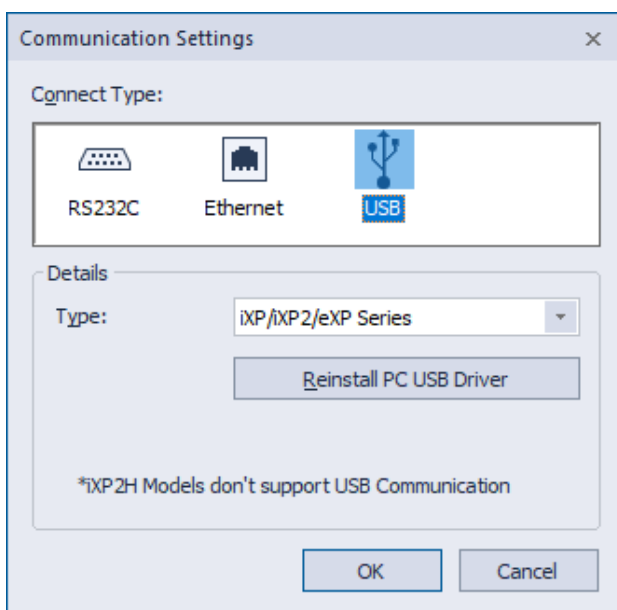 Communication Settings
Connect Type:
RS232C
Ethernet
USB
Details
Type:
iXP/iXP2/eXP Series
Reinstall PC USB Driver
*iXP2H Models don't support USB Communication
OK
Cancel